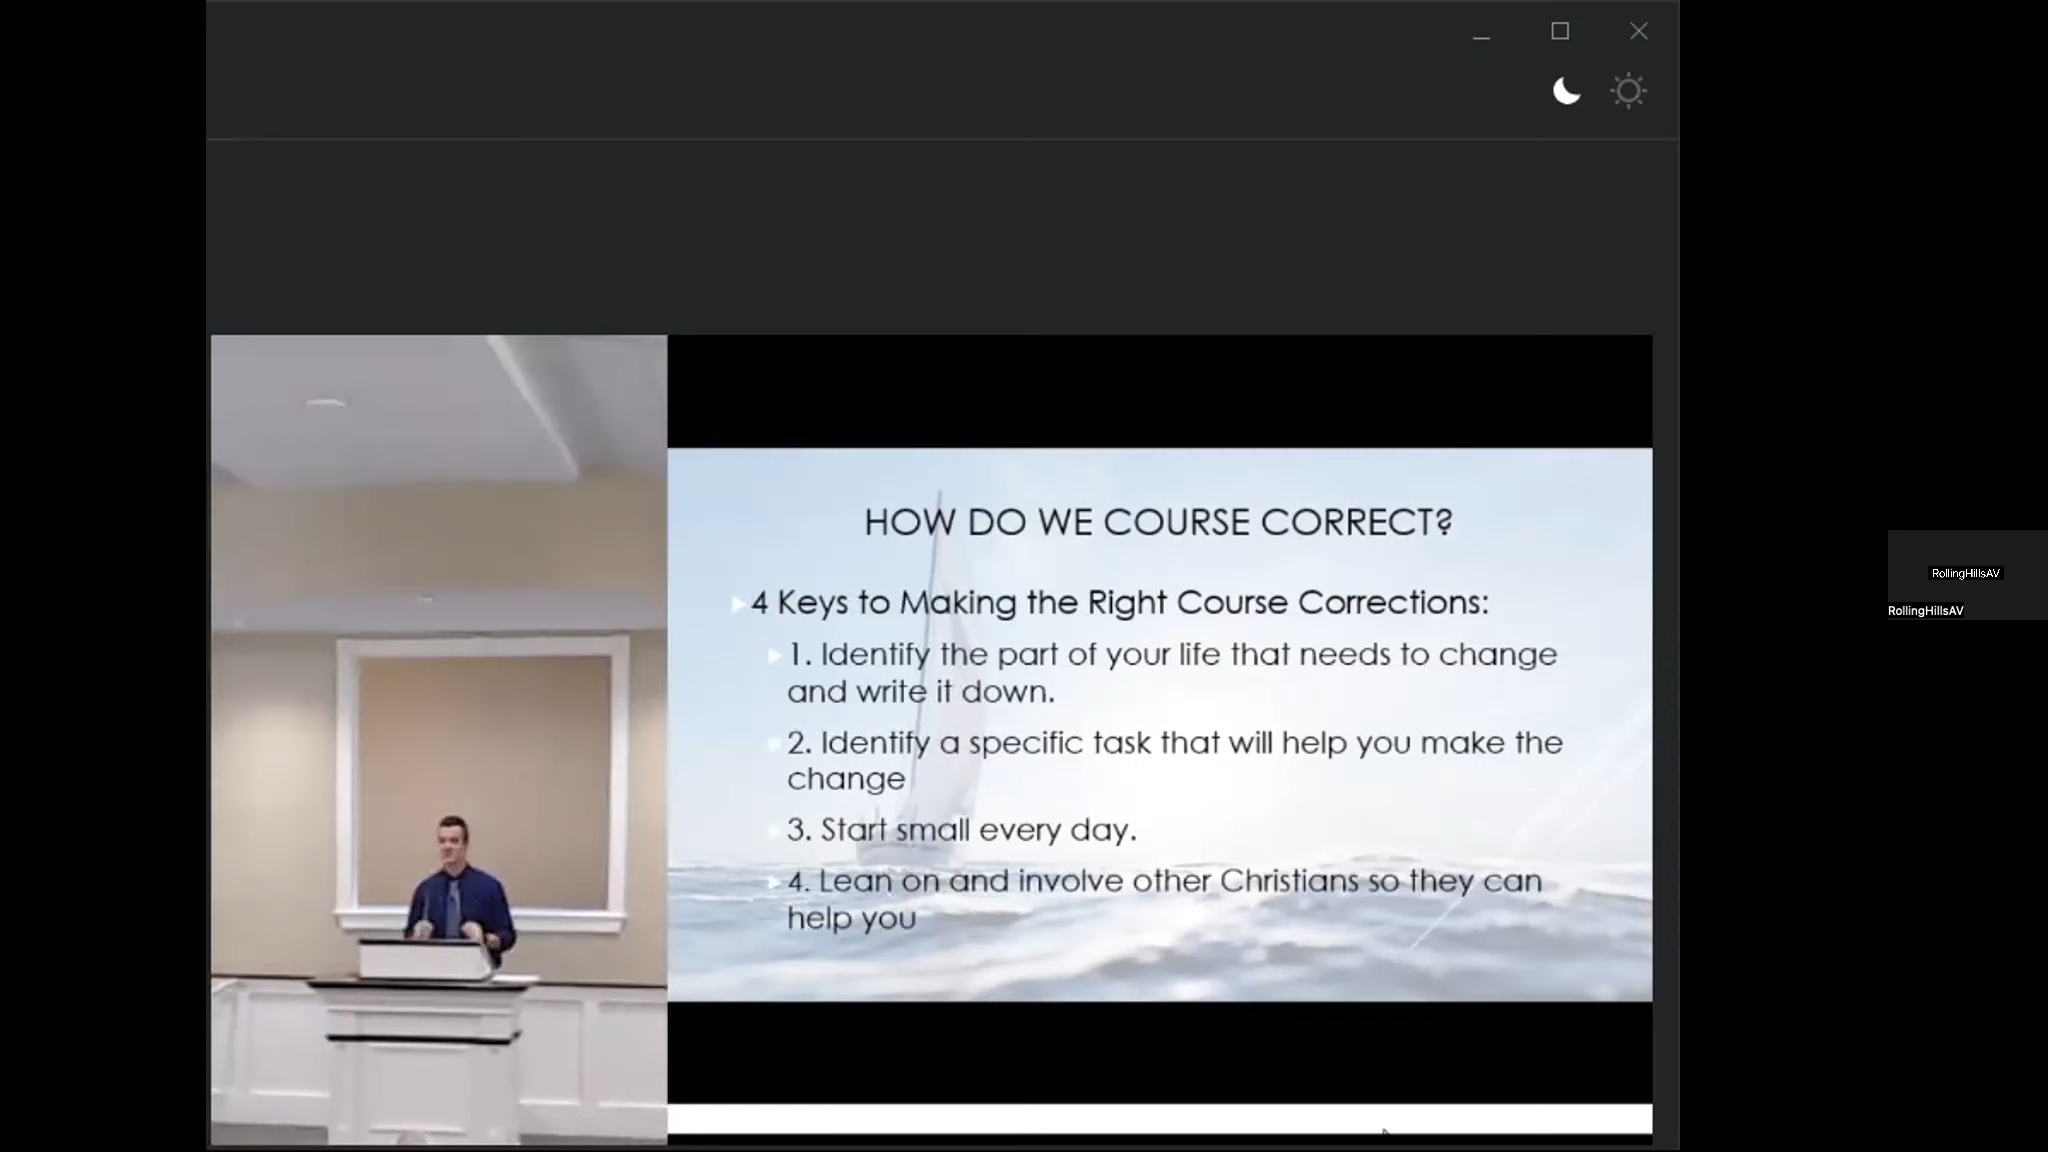 HOW DO WE COURSE CORRECT?
4 Keys to Making the Right Course Corrections:
1. Identify the part of your life that needs to change
and write it down.
2. Identify a specific task that will help you make the
change
3. Start small every day.
4. Lean on and involve other Christians so they can
help you
RollingHillsAV
RollingHillsAV